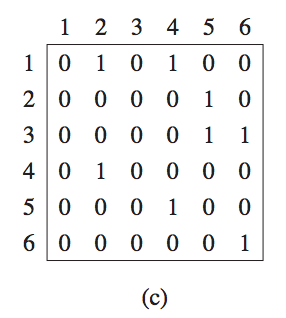 1 2 3 4 5 6
1 0 1 0 1 0 0
2 0 0 0 0 1 0
3 0 0 0 0 1 1
4 0 1 0 0 0 0
5 0 0 0 1 0 0
6 0 0 0 0 0 1
(c)